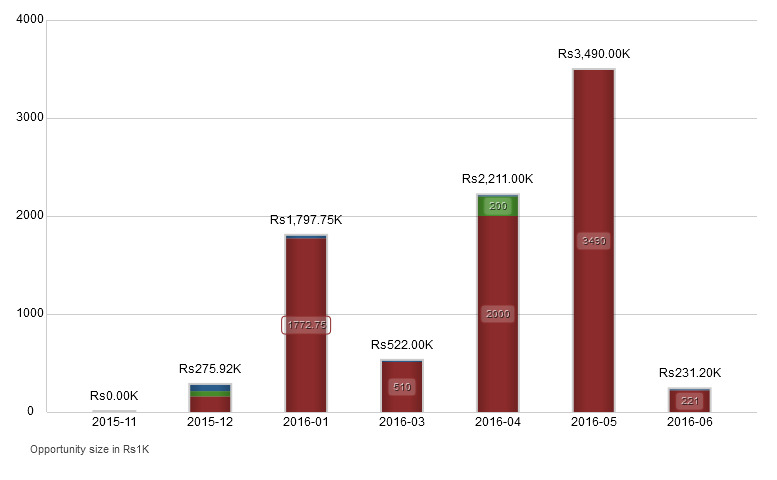 4000
Rs3,490.00K
3000
Rs2,211.00K
200
Rs1,797.75K
2000
3490
2000
1000
1772.75
Rs522.00K
Rs275.92K
Rs231.20K
510
Rs0.00K
221
0
2015-11 2015-12 2016-01 2016-03 2016-04 2016-05 2016-06
Opportunity size in Rs1K